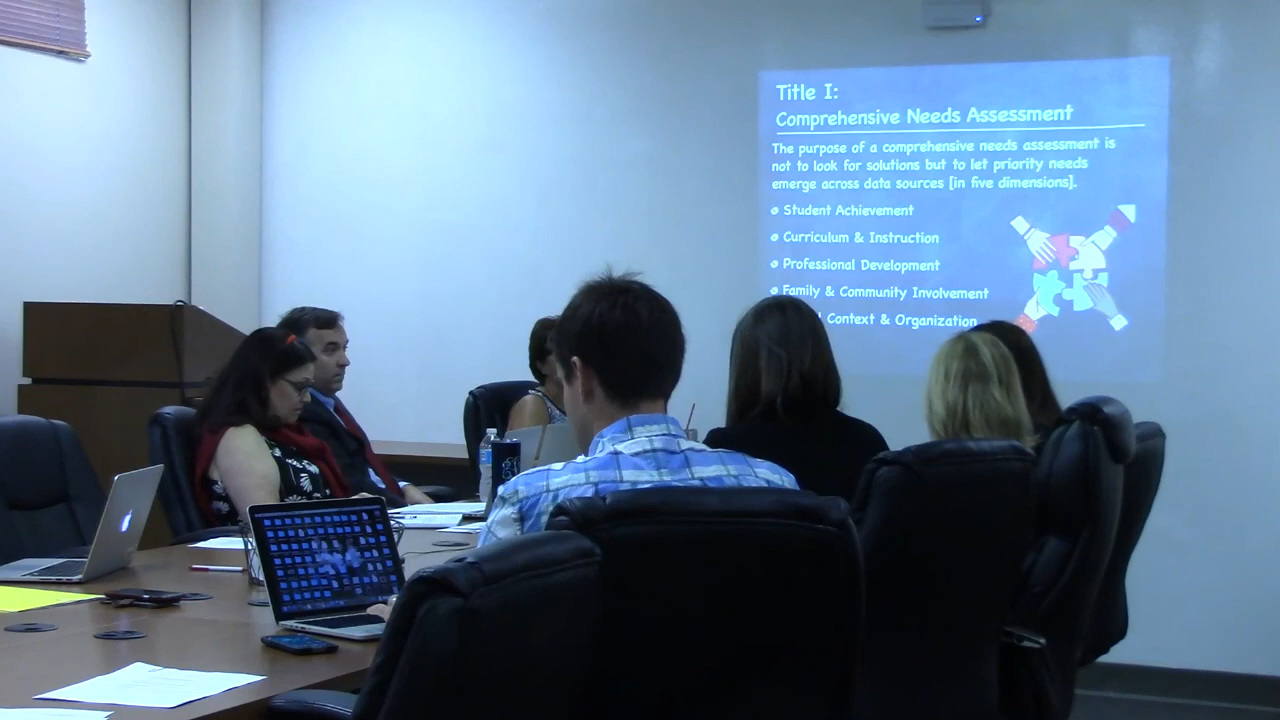 Title I:
Comprehensive Needs Assessment
The purpose of a comprehensive needs assessment is
not to look for solutions but to let priority needs
emerge across data sources [in five dimensions].
Student Achievement
Curriculum & Instruction
Professional Development
Family & Community Involvement
Context & Organization